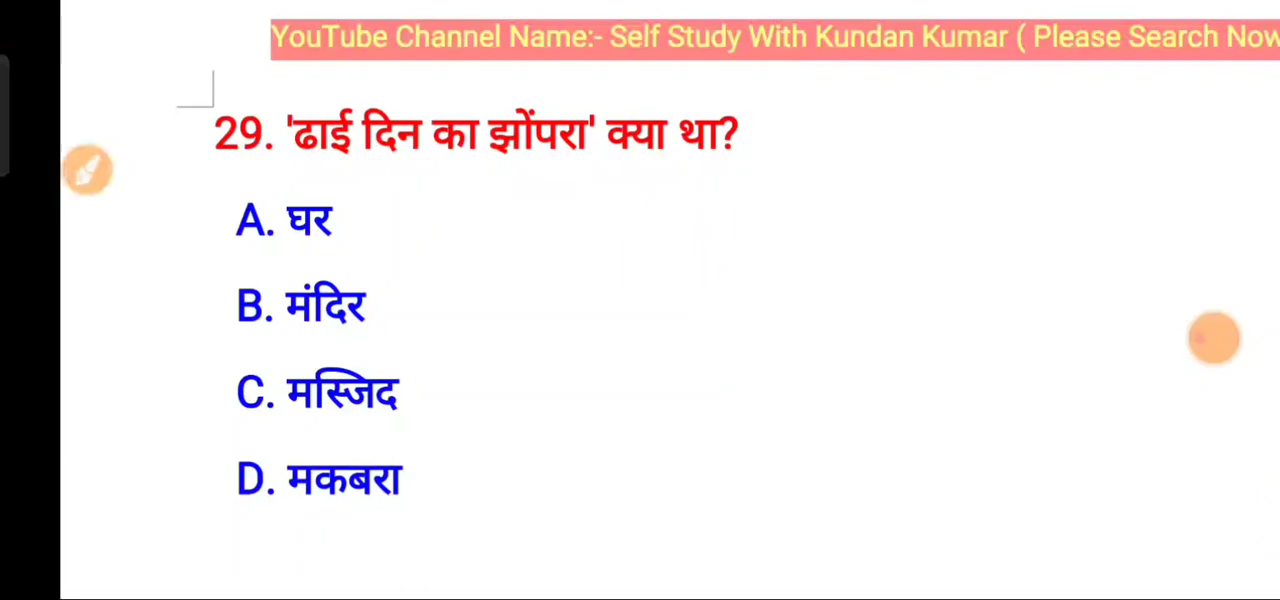 YouTube Channel Name:- Self Study With Kundan Kumar ( Please Search Now
29. 'ढाई दिन का झोंपरा' क्या था?
A. घर
B. मंदिर
C. मस्जिद
D. मकबरा